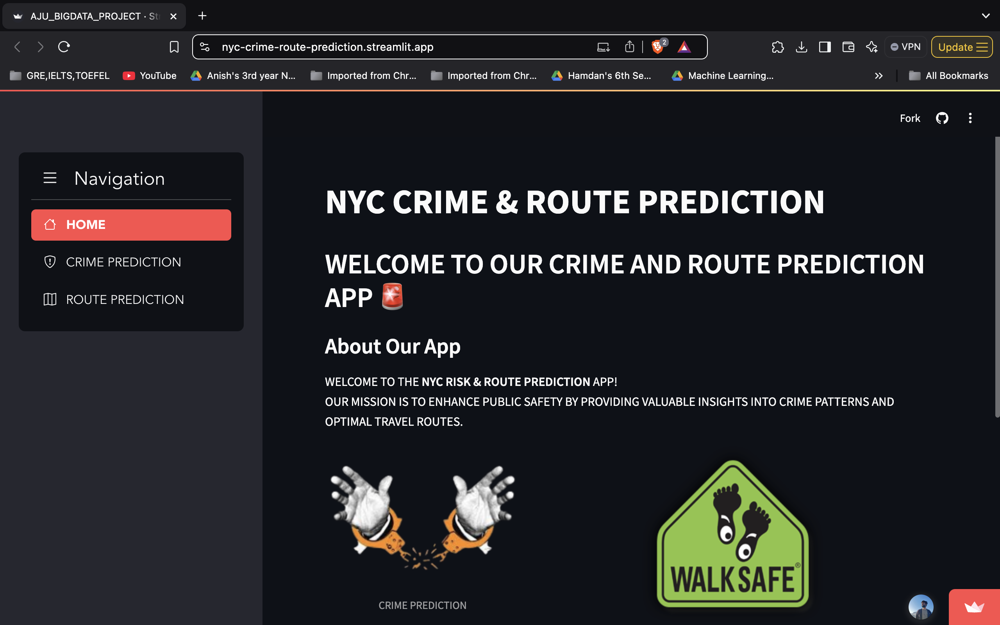 AJU_BIGDATA_PROJECT · St
nyc-crime-route-prediction.streamlit.app
2
VPN
Update
GRE,IELTS,TOEFEL
YouTube
Anish's 3rd year N...
Imported from Chr...
Imported from Chr...
Hamdan's 6th Se...
Machine Learning...
All Bookmarks
Fork
Navigation
HOME
CRIME PREDICTION
ROUTE PREDICTION
NYC CRIME & ROUTE PREDICTION
WELCOME TO OUR CRIME AND ROUTE PREDICTION
APP 🚨
About Our App
WELCOME TO THE NYC RISK & ROUTE PREDICTION APP!
OUR MISSION IS TO ENHANCE PUBLIC SAFETY BY PROVIDING VALUABLE INSIGHTS INTO CRIME PATTERNS AND
OPTIMAL TRAVEL ROUTES.
WALKSAFE®
CRIME PREDICTION